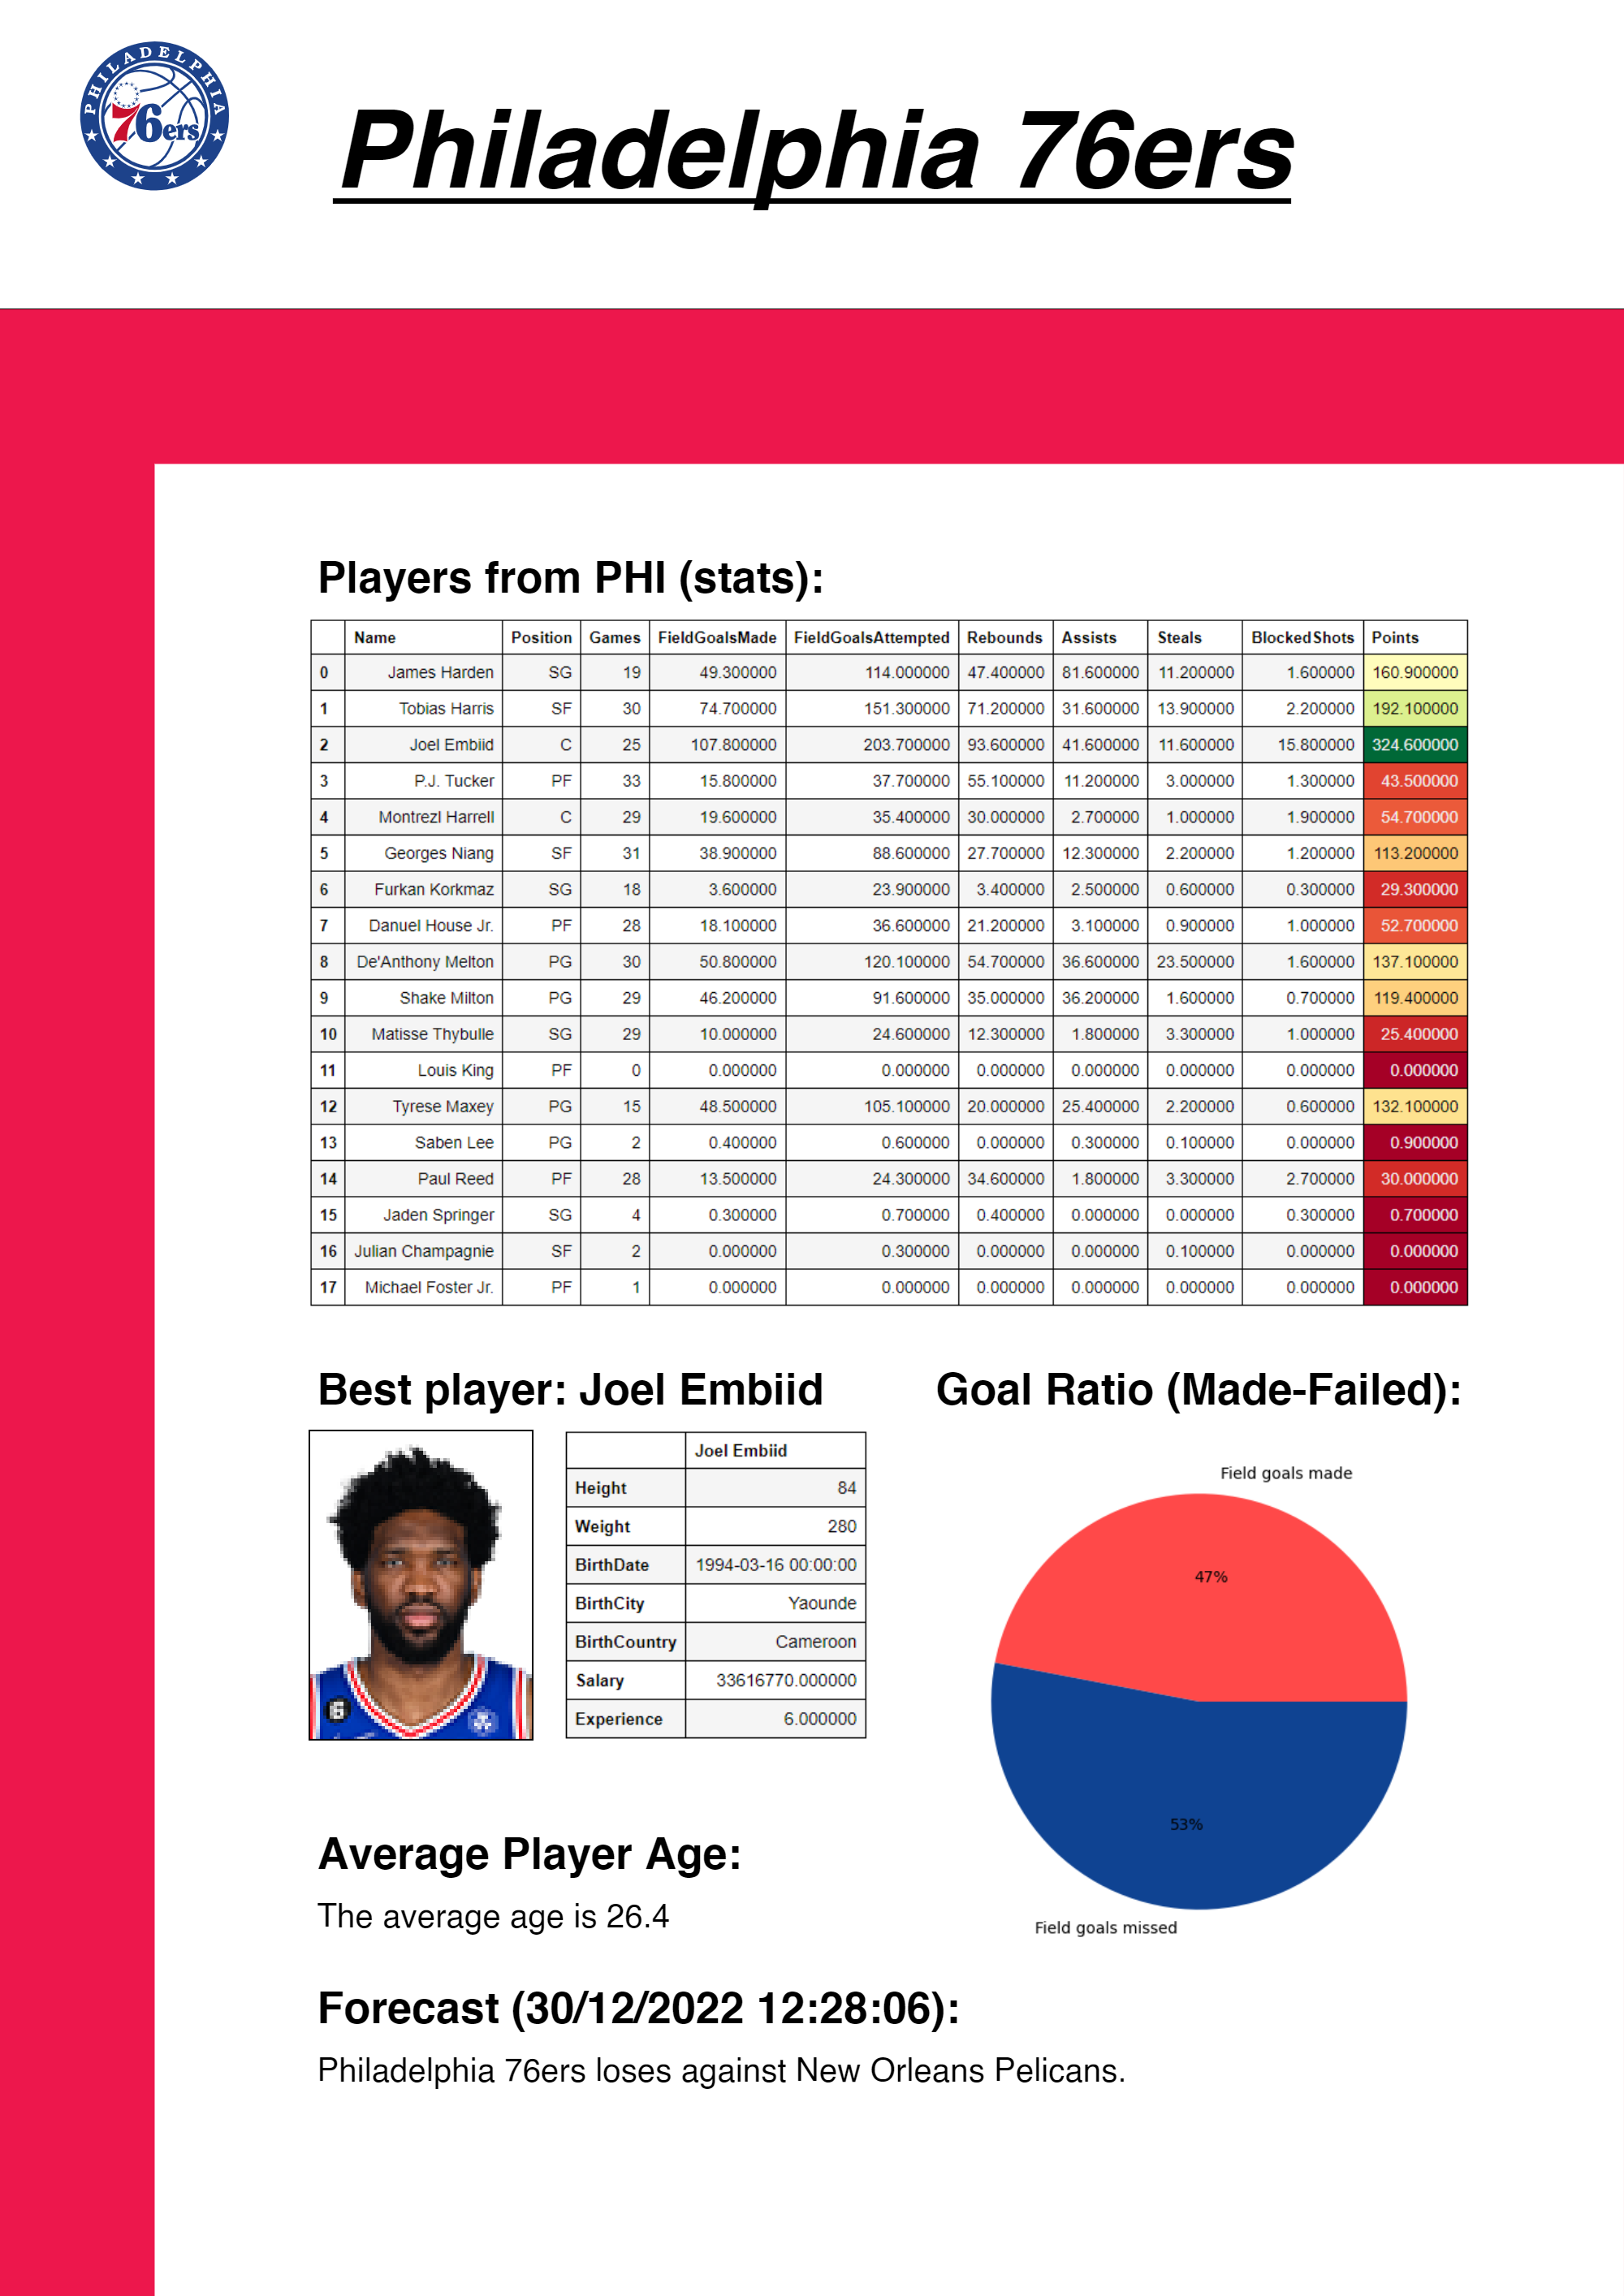 PHILADELPHIA
76ers
Philadelphia 76ers
Players from PHI (stats):
Name Position Games FieldGoalsMade FieldGoalsAttempted Rebounds Assists Steals BlockedShots Points
0 James Harden SG 19 49.300000 114.000000 47.400000 81.600000 11.200000 1.600000 160.900000
1 Tobias Harris SF 30 74.700000 151.300000 71.200000 31.600000 13.900000 2.200000 192.100000
2 Joel Embiid C 25 107.800000 203.700000 93.600000 41.600000 11.600000 15.800000 324.600000
3 P.J. Tucker PF 33 15.800000 37.700000 55.100000 11.200000 3.000000 1.300000 43.500000
4 Montrezl Harrell C 29 19.600000 35.400000 30.000000 2.700000 1.000000 1.900000 54.700000
5 Georges Niang SF 31 38.900000 88.600000 27.700000 12.300000 2.200000 1.200000 113.200000
6 Furkan Korkmaz SG 18 3.600000 23.900000 3.400000 2.500000 0.600000 0.300000 29.300000
7 Danuel House Jr. PF 28 18.100000 36.600000 21.200000 3.100000 0.900000 1.000000 52.700000
8 De'Anthony Melton PG 30 50.800000 120.100000 54.700000 36.600000 23.500000 1.600000 137.100000
9 Shake Milton PG 29 46.200000 91.600000 35.000000 36.200000 1.600000 0.700000 119.400000
10 Matisse Thybulle SG 29 10.000000 24.600000 12.300000 1.800000 3.300000 1.000000 25.400000
11 Louis King PF 0 0.000000 0.000000 0.000000 0.000000 0.000000 0.000000 0.000000
12 Tyrese Maxey PG 15 48.500000 105.100000 20.000000 25.400000 2.200000 0.600000 132.100000
13 Saben Lee PG 2 0.400000 0.600000 0.000000 0.300000 0.100000 0.000000 0.900000
14 Paul Reed PF 28 13.500000 24.300000 34.600000 1.800000 3.300000 2.700000 30.000000
15 Jaden Springer SG 4 0.300000 0.700000 0.400000 0.000000 0.000000 0.300000 0.700000
16 Julian Champagnie SF 2 0.000000 0.300000 0.000000 0.000000 0.100000 0.000000 0.000000
17 Michael Foster Jr. PF 1 0.000000 0.000000 0.000000 0.000000 0.000000 0.000000 0.000000
Best player: Joel Embiid
Joel Embiid
Height 84
Weight 280
BirthDate 1994-03-16 00:00:00
BirthCity Yaounde
BirthCountry Cameroon
Salary 33616770.000000
Experience 6.000000
6
Goal Ratio (Made-Failed):
Field goals made
47%
53%
Field goals missed
Average Player Age:
The average age is 26.4
Forecast (30/12/2022 12:28:06):
Philadelphia 76ers loses against New Orleans Pelicans.